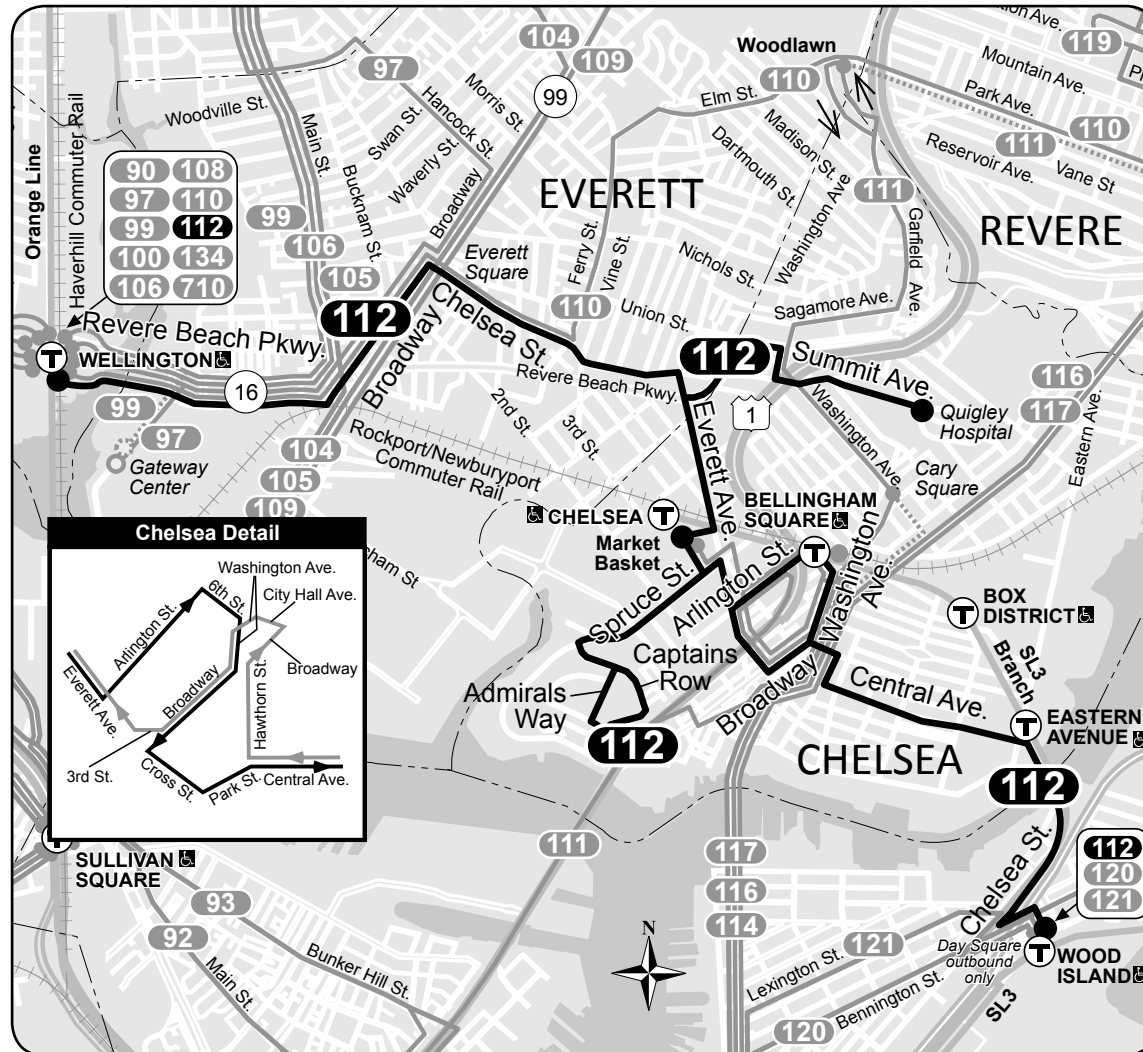 Woodlawn
104
109
97
99
110
119
Mountain Ave.
Park Ave.
110
111
Vane St
Reservoir Ave.
Elm St.
Madison St.
Dartmouth St.
Washington Ave
111
Garfield Ave.
Woodville St.
Main St.
Swan St.
Hancock St.
Morris St.
Waverly St.
Bucknam St.
Broadway
Orange Line
Haverhill Commuter Rail
90 108
97 110
99 112
100 134
106 710
EVERETT
REVERE
99
106
105
Everett
Square
Ferry St.
Vine St.
110
Nichols St.
Union St.
Sagamore Ave.
112
Revere Beach Pkwy.
WELLINGTON
16
Broadway
Chelsea St.
Revere Beach Pkwy.
112
Summit Ave.
Quigley
Hospital
116
117
Eastern Ave.
1
99
97
Gateway
Center
104
105
109
2nd St.
3rd St.
Rockport/Newburyport
Commuter Rail
Everett Ave.
Washington Ave
Cary
Square
CHELSEA
Market
Basket
BELLINGHAM
SQUARE
Spruce St.
Arlington St.
Washington
Ave.
BOX
DISTRICT
SL3
Branch
Captains
Row
Admirals
Way
112
Broadway
Central Ave.
EASTERN
AVENUE
CHELSEA
112
Chelsea Detail
Washington Ave.
6th St.
City Hall Ave.
Arlington St.
Broadway
Everett Ave.
Broadway
Hawthorn St.
3rd St.
Cross St.
Park St.
Central Ave.
SULLIVAN
SQUARE
93
92
Main St.
Bunker Hill St.
111
117
116
114
N
Chelsea St.
112
120
121
121
Lexington St.
Day Square
outbound
only
WOOD
ISLAND
120
Bennington St.
SL3